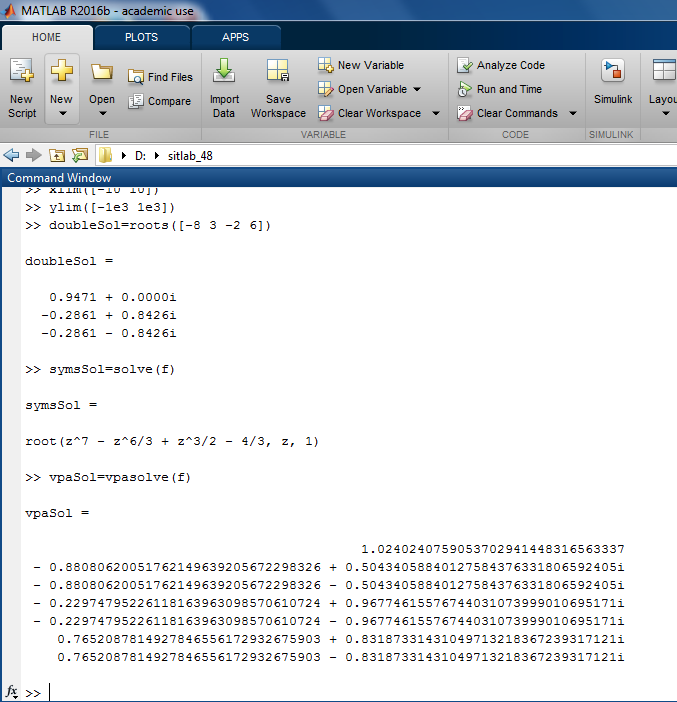 MATLAB R2016b - academic use
HOME
PLOTS
APPS
New Script
New
Open
Find Files
Compare
Import Data
Save Workspace
New Variable
Open Variable
Clear Workspace
Analyze Code
Run and Time
Clear Commands
Simulink
Layou
FILE
VARIABLE
CODE
SIMULINK
D: sitlab_48
Command Window
>> xlim([-10 10])
>> ylim([-1e3 1e3])
>> doubleSol=roots([-8 3 -2 6])
doubleSol =
0.9471 + 0.0000i
-0.2861 + 0.8426i
-0.2861 - 0.8426i
>> symsSol=solve(f)
symsSol =
root(z^7 - z^6/3 + z^3/2 - 4/3, z, 1)
>> vpaSol=vpasolve(f)
vpaSol =
1.0240240759053702941448316563337
- 0.88080620051762149639205672298326 + 0.50434058840127584376331806592405i
- 0.88080620051762149639205672298326 - 0.50434058840127584376331806592405i
- 0.22974795226118163963098570610724 + 0.96774615576744031073999010695171i
- 0.22974795226118163963098570610724 - 0.96774615576744031073999010695171i
0.7652087814927846556172932675903 + 0.83187331431049713218367239317121i
0.7652087814927846556172932675903 - 0.83187331431049713218367239317121i
fx >>